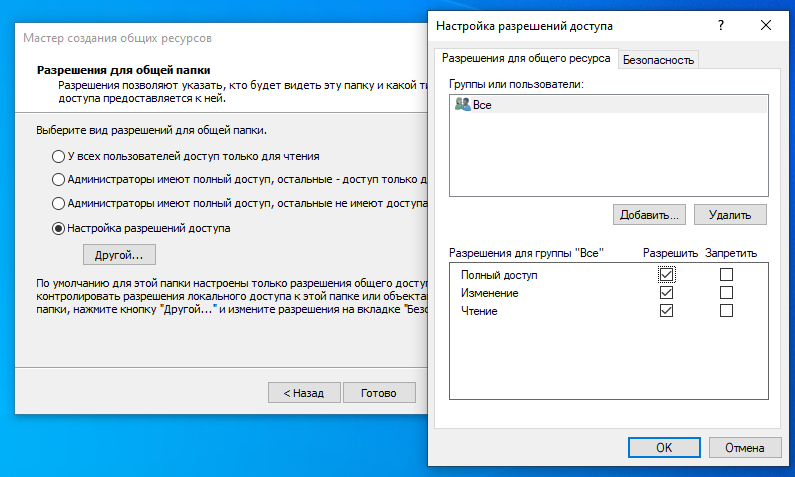 Мастер создания общих ресурсов
Разрешения для общей папки
Разрешения позволяют указать, кто будет видеть эту папку и какой
доступа предоставляется к ней.
Выберите вид разрешений для общей папки.
У всех пользователей доступ только для чтения
Администраторы имеют полный доступ, остальные - доступ только
Администраторы имеют полный доступ, остальные не имеют доступа
Настройка разрешений доступа
Другой...
По умолчанию для этой папки настроены только разрешения общего
контролировать разрешения локального доступа к этой папке или
папки, нажмите кнопку "Другой..." и измените разрешения на вкладке
< Назад
Готово
Настройка разрешений доступа
?
Разрешения для общего ресурса
Безопасность
Группы или пользователи:
Все
Добавить...
Удалить
Разрешения для группы "Все"
Разрешить
Запретить
Полный доступ
Изменение
Чтение
OK
Отмена